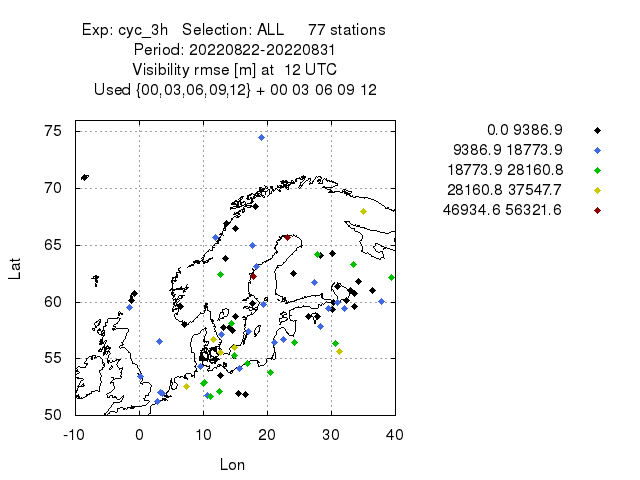 Exp: cyc_3h Selection: ALL 77 stations
Period: 20220822-20220831
Visibility rmse [m] at 12 UTC
Used {00,03,06,09,12} + 00 03 06 09 12
0.0 9386.9
9386.9 18773.9
18773.9 28160.8
28160.8 37547.7
46934.6 56321.6
75
70
65
60
55
50
Lat
-10 0 10 20 30 40
Lon